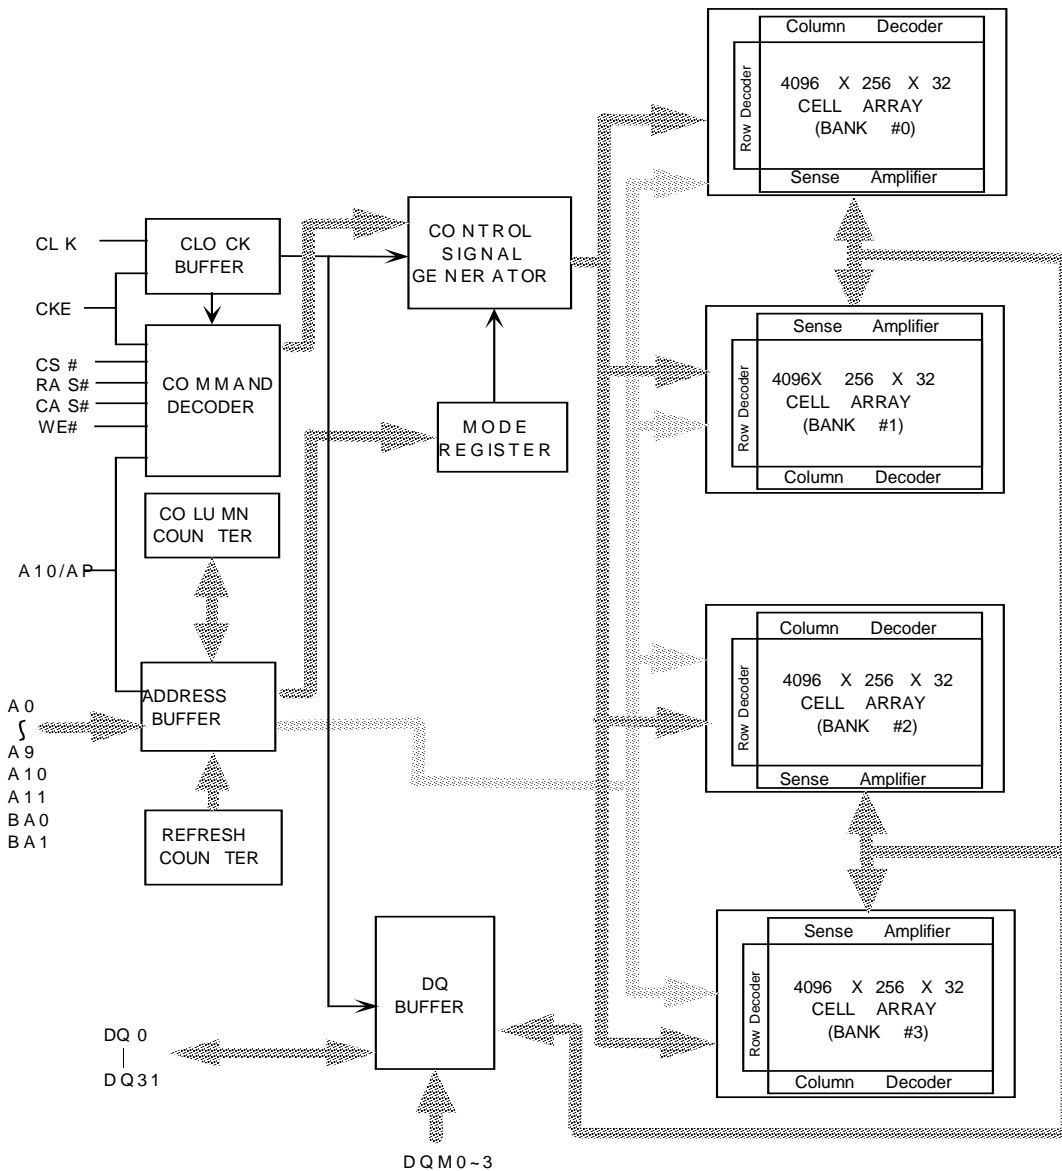 Column Decoder
Row Decoder
4096 X 256 X 32
CELL ARRAY
(BANK #0)
Sense Amplifier
CLK
CLOCK
BUFFER
CONTROL
SIGNAL
GENERATOR
CKE
CS#
RAS#
CAS#
WE#
COMMAND
DECODER
Sense Amplifier
Row Decoder
4096X 256 X 32
CELL ARRAY
(BANK #1)
Column Decoder
MODE
REGISTER
COLUMN
COUNTER
A10/AP
Column Decoder
Row Decoder
4096 X 256 X 32
CELL ARRAY
(BANK #2)
Sense Amplifier
ADDRESS
BUFFER
A0
A9
A10
A11
BA0
BA1
REFRESH
COUNTER
DQ
BUFFER
Sense Amplifier
Row Decoder
4096 X 256 X 32
CELL ARRAY
(BANK #3)
Column Decoder
DQ0
DQ31
DQM0~3